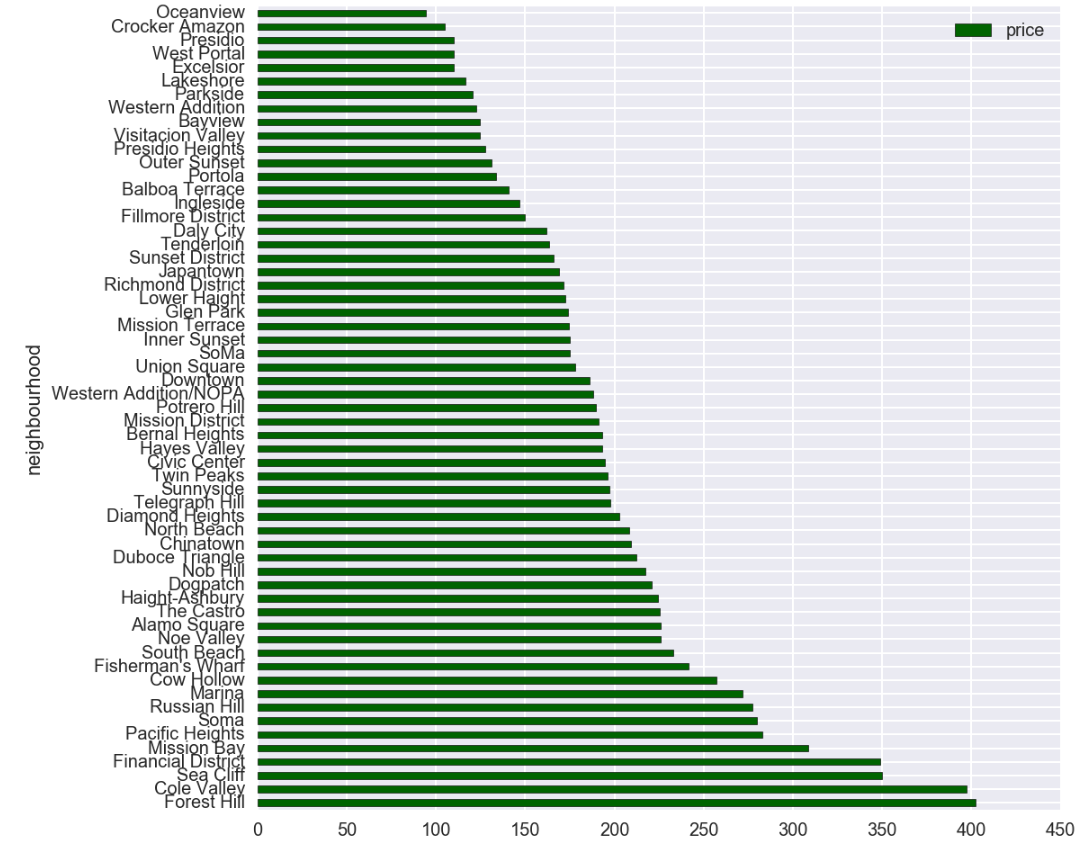 price
neighbourhood
Oceanview
Crocker Amazon
Presidio
West Portal
Excelsior
Lakeshore
Parkside
Western Addition
Bayview
Visitacion Valley
Presidio Heights
Outer Sunset
Portola
Balboa Terrace
Ingleside
Fillmore District
Daly City
Tenderloin
Sunset District
Japantown
Richmond District
Lower Haight
Glen Park
Mission Terrace
Inner Sunset
SoMa
Union Square
Downtown
Western Addition/NOPA
Potrero Hill
Mission District
Bernal Heights
Hayes Valley
Civic Center
Twin Peaks
Sunnyside
Telegraph Hill
Diamond Heights
North Beach
Chinatown
Duboce Triangle
Nob Hill
Dogpatch
Haight-Ashbury
The Castro
Alamo Square
Noe Valley
South Beach
Fisherman's Wharf
Cow Hollow
Marina
Russian Hill
Soma
Pacific Heights
Mission Bay
Financial District
Sea Cliff
Cole Valley
Forest Hill
0 50 100 150 200 250 300 350 400 450